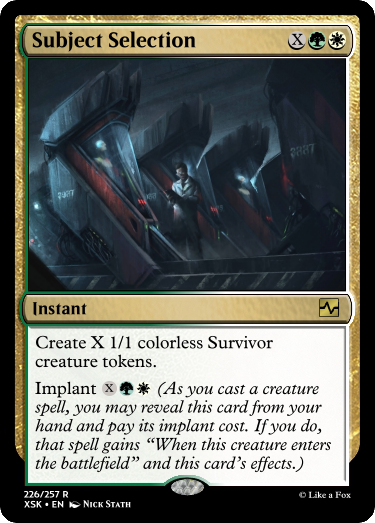 Subject Selection X
Instant
Create X 1/1 colorless Survivor
creature tokens.
Implant X (As you cast a creature
spell, you may reveal this card from your
hand and pay its implant cost. If you do,
that spell gains “When this creature enters
the battlefield” and this card's effects.)
226/257 R
XSK • EN Nick Stath
© Like a Fox